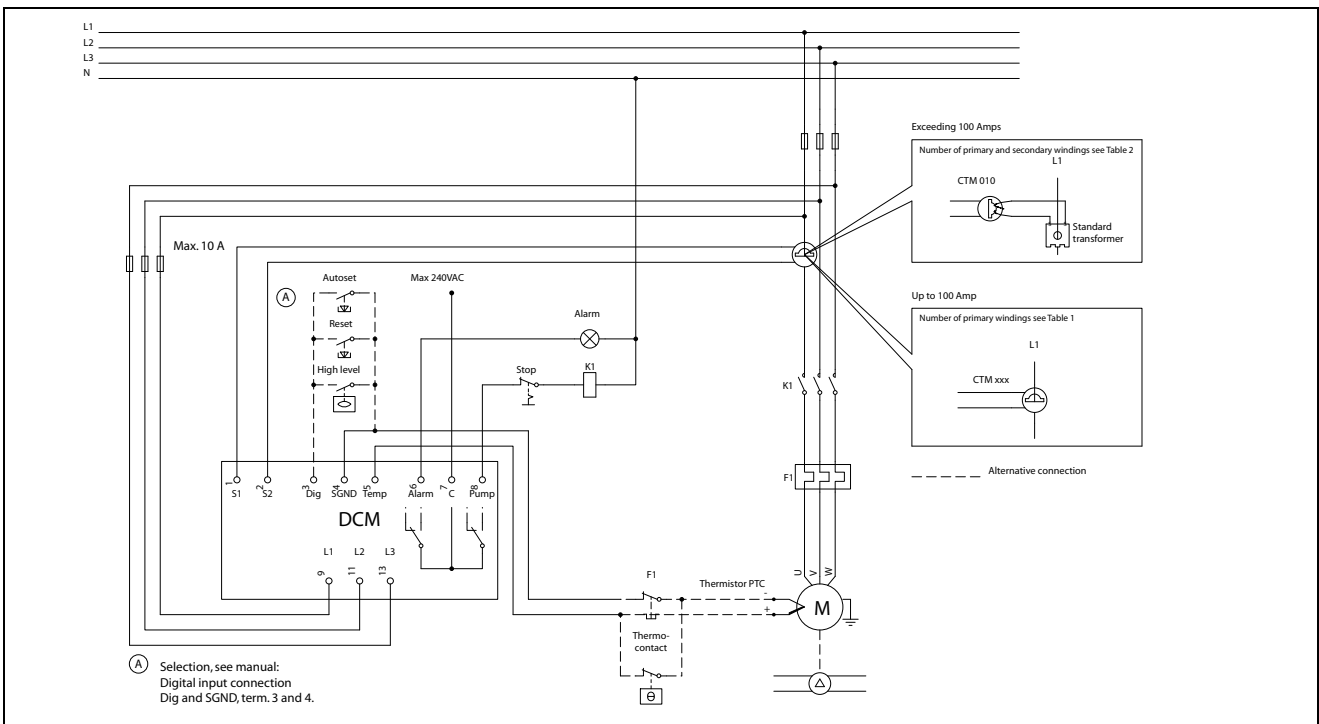 L1
L2
L3
N
Exceeding 100 Amps
Number of primary and secondary windings see Table 2
L1
CTM 010
Standard
transformer
Max. 10 A
A
Autoset
Max 240VAC
Reset
Alarm
High level
Stop
K1
Up to 100 Amp
Number of primary windings see Table 1
L1
CTM xxx
K1
F1
Alternative connection
1
2
3
4
5
6
7
8
S1
S2
Dig
SGND
Temp
Alarm
C
Pump
DCM
L1
L2
L3
9
11
13
F1
Thermistor PTC
-
+
U
V
W
M
Thermo-
contact
Θ
A
Selection, see manual:
Digital input connection
Dig and SGND, term. 3 and 4.